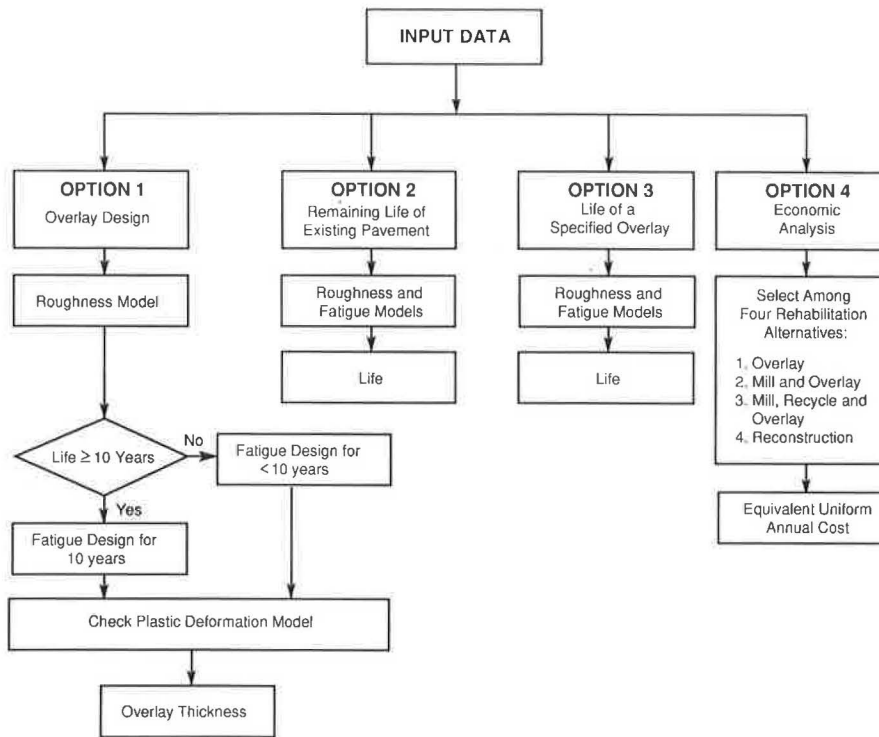 INPUT DATA
OPTION 1
Overlay Design
Roughness Model
Life ≥ 10 Years
No
Yes
Fatigue Design for
< 10 years
Fatigue Design for
10 years
Check Plastic Deformation Model
Overlay Thickness
OPTION 2
Remaining Life of
Existing Pavement
Roughness and
Fatigue Models
Life
OPTION 3
Life of a
Specified Overlay
Roughness and
Fatigue Models
Life
OPTION 4
Economic
Analysis
Select Among
Four Rehabilitation
Alternatives:
1. Overlay
2. Mill and Overlay
3. Mill, Recycle and
Overlay
4. Reconstruction
Equivalent Uniform
Annual Cost